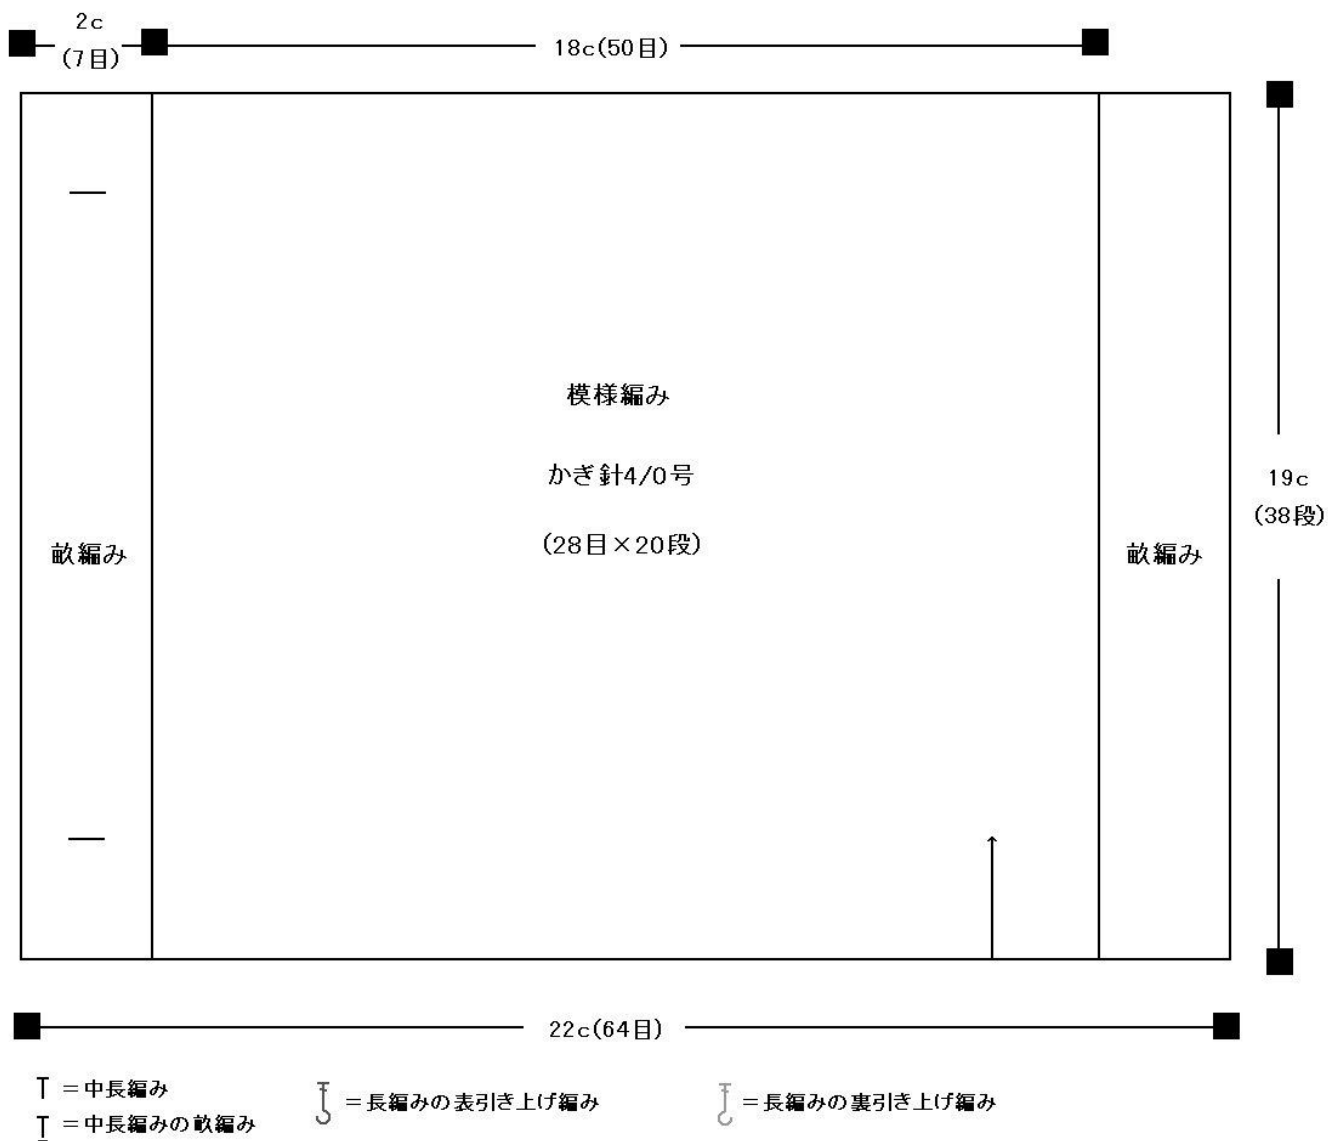 2c
(7目)
18c(50目)
模様編み
かぎ針4/0号
(28目×20段)
畝編み
畝編み
19c
(38段)
22c(64目)
=中長編み
=中長編みの畝編み
=長編みの表引き上げ編み
=長編みの裏引き上げ編み